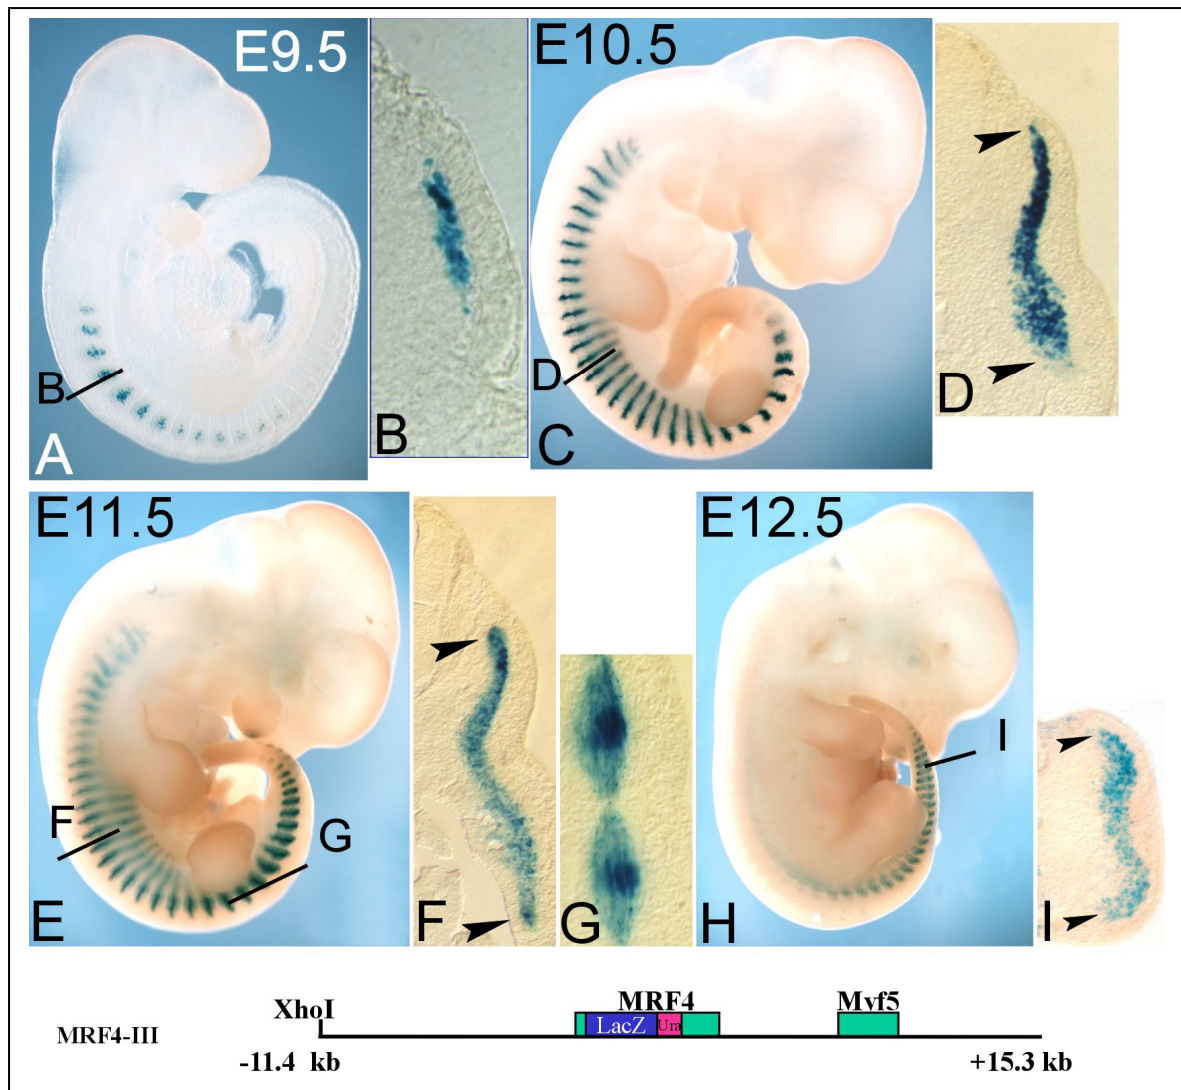 E9.5
E10.5
B
B
A
D
C
D
E11.5
E12.5
F
G
I
E
F
G
H
I
XhoI
MRF4
Myf5
LacZ
Ura
MRF4-III
-11.4 kb
+15.3 kb